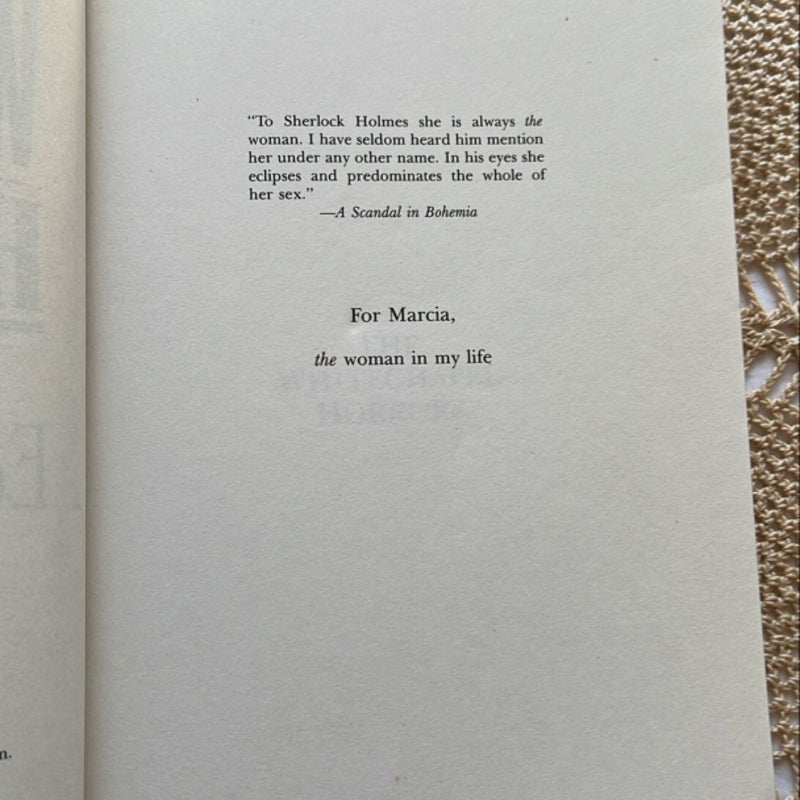 “To Sherlock Holmes she is always the
woman. I have seldom heard him mention
her under any other name. In his eyes she
eclipses and predominates the whole of
her sex.”
—A Scandal in Bohemia
For Marcia,
the woman in my life